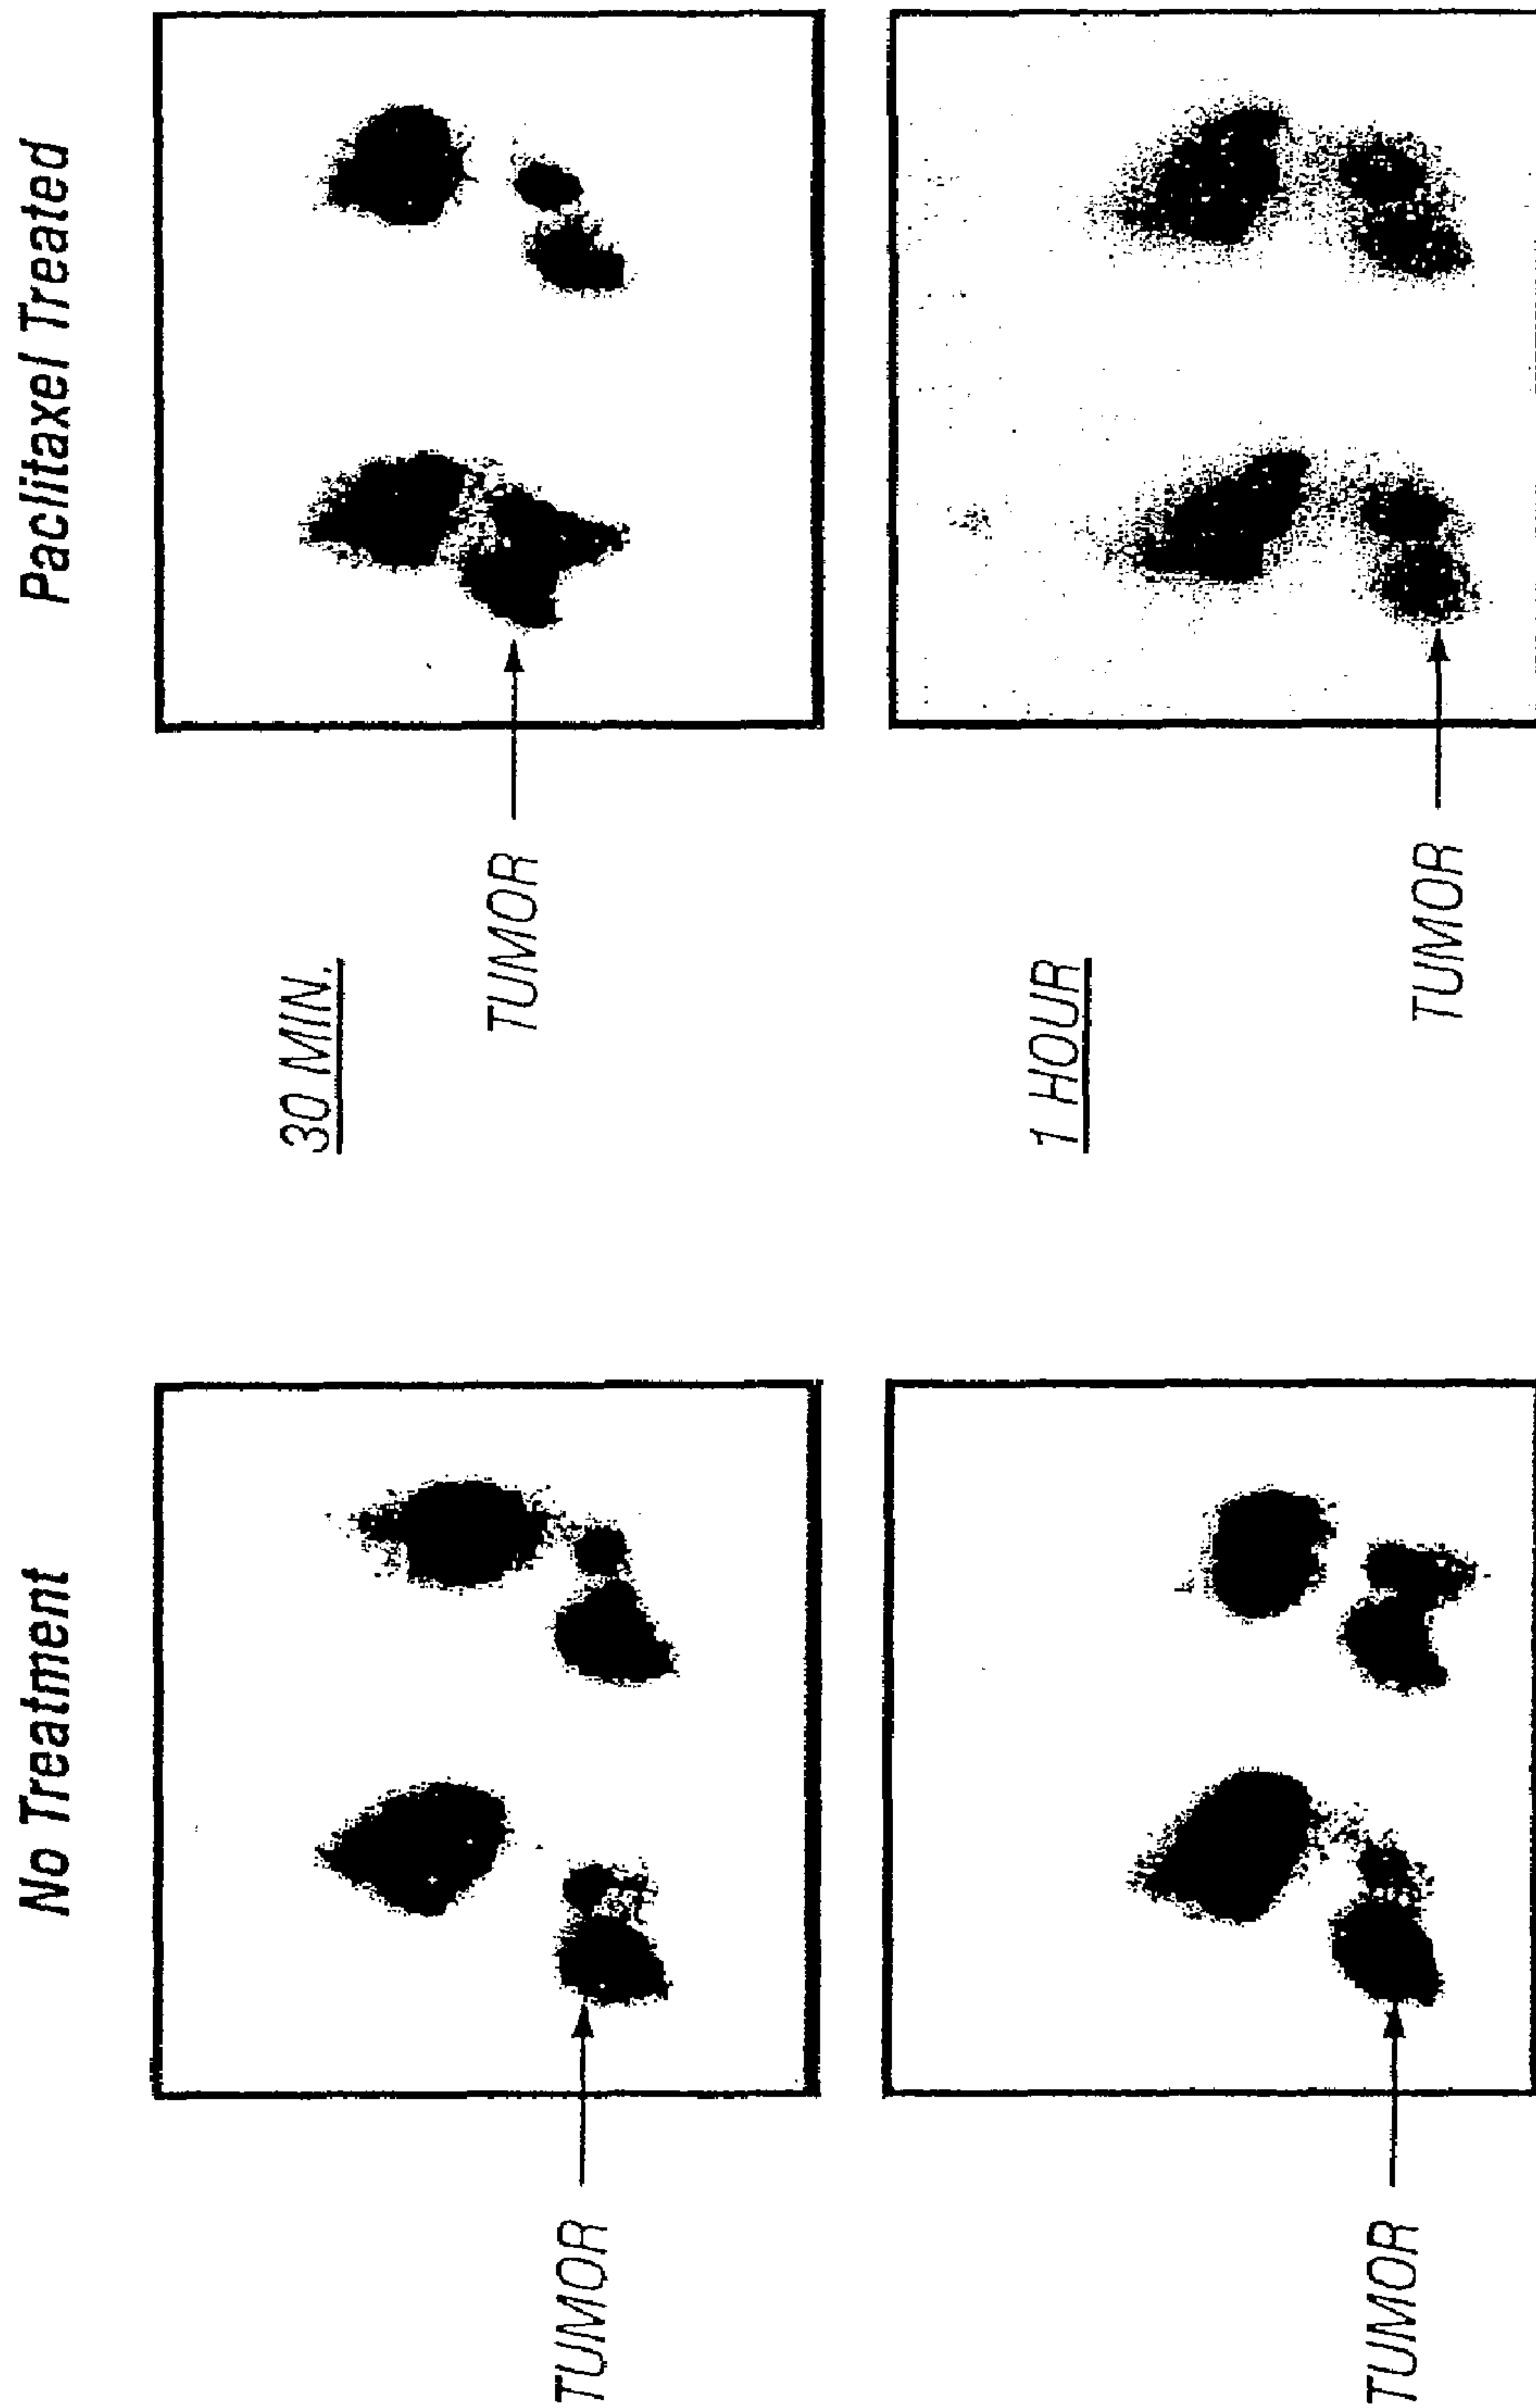 No Treatment
Paclitaxel Treated
30 MIN.
TUMOR
TUMOR
1 HOUR
TUMOR
TUMOR